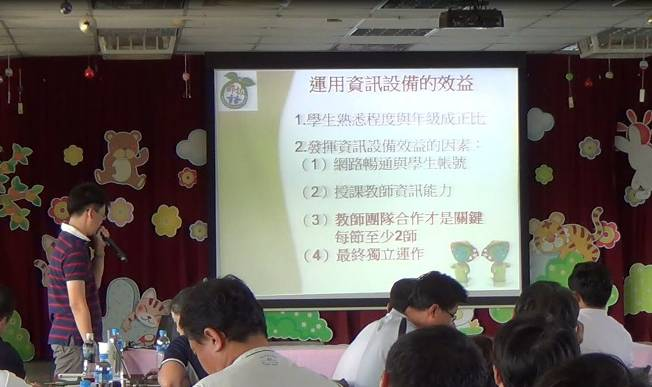 運用資訊設備的效益
1.學生熟悉程度與年級成正比
2.發揮資訊設備效益的因素：
（1）網路暢通與學生帳號
（2）授課教師資訊能力
（3）教師團隊合作才是關鍵
每節至少2師
（4）最終獨立運作